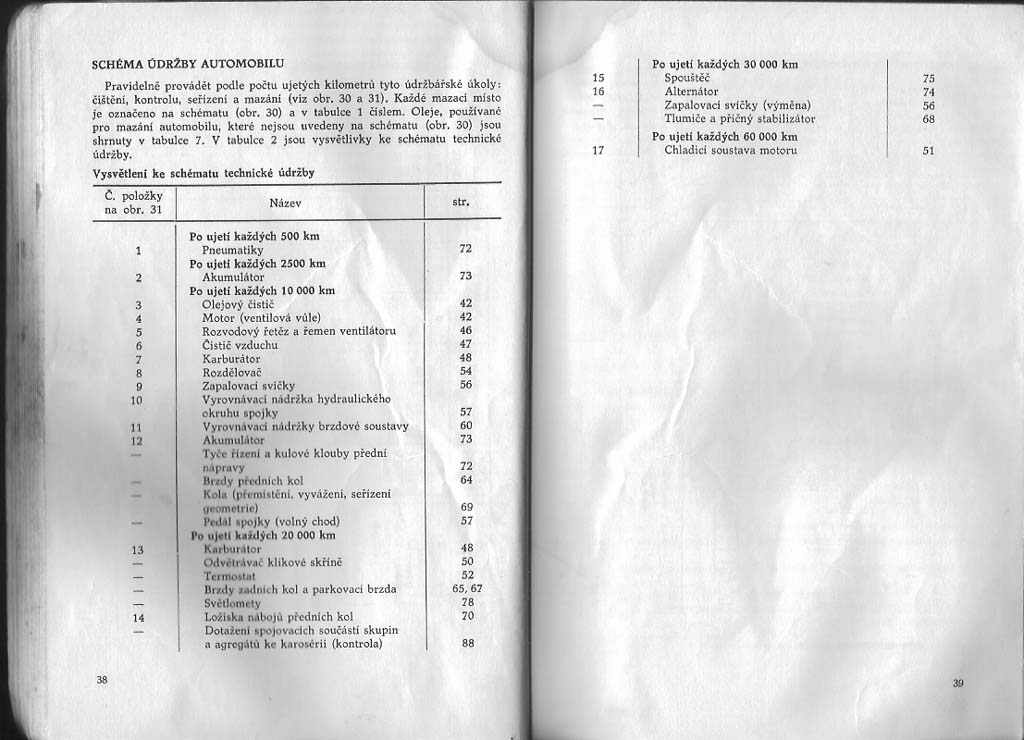 SCHÉMA ÚDRŽBY AUTOMOBILU
Pravidelně provádět podle počtu ujetých kilometrů tyto údržbářské úkoly:
čištění, kontrolu, seřízení a mazání (viz obr. 30 a 31). Každé mazací místo
je označeno na schématu (obr. 30) a v tabulce 1 číslem. Oleje, používané
pro mazání automobilu, které nejsou uvedeny na schématu (obr. 30) jsou
shrnuty v tabulce 7. V tabulce 2 jsou vysvětlivky ke schématu technické
údržby.
Vysvětlení ke schématu technické údržby
Č. položky
na obr. 31
Název
str.
Po ujetí každých 500 km
1 Pneumatiky 72
Po ujetí každých 2500 km
2 Akumulátor 73
Po ujetí každých 10 000 km
3 Olejový čistič 42
4 Motor (ventilová vůle) 42
5 Rozvodový řetěz a řemen ventilátoru 46
6 Čistič vzduchu 47
7 Karburátor 48
8 Rozdělovač 54
9 Zapalovací svíčky 56
10 Vyrovnávací nádržka hydraulického
okruhu spojky 57
11 Vyrovnávací nádržky brzdové soustavy 60
12 Akumulátor 73
— Tyče řízení a kulové klouby přední
nápravy 72
— Brzdy předních kol 64
— Kola (přemístění, vyvážení, seřízení
geometrie) 69
— Pedál spojky (volný chod) 57
Po ujetí každých 20 000 km
13 Karburátor 48
— Odvětrávač klikové skříně 50
— Termostat 52
— Brzdy zadních kol a parkovací brzda 65, 67
— Světlomety 78
14 Ložiska nábojů předních kol 70
— Dotažení spojovacích součástí skupin
a agregátů ke karosérii (kontrola) 88
38
Po ujetí každých 30 000 km
15 Spouštěč 75
16 Alternátor 74
— Zapalovací svíčky (výměna) 56
— Tlumiče a příčný stabilizátor 68
Po ujetí každých 60 000 km
17 Chladicí soustava motoru 51
39